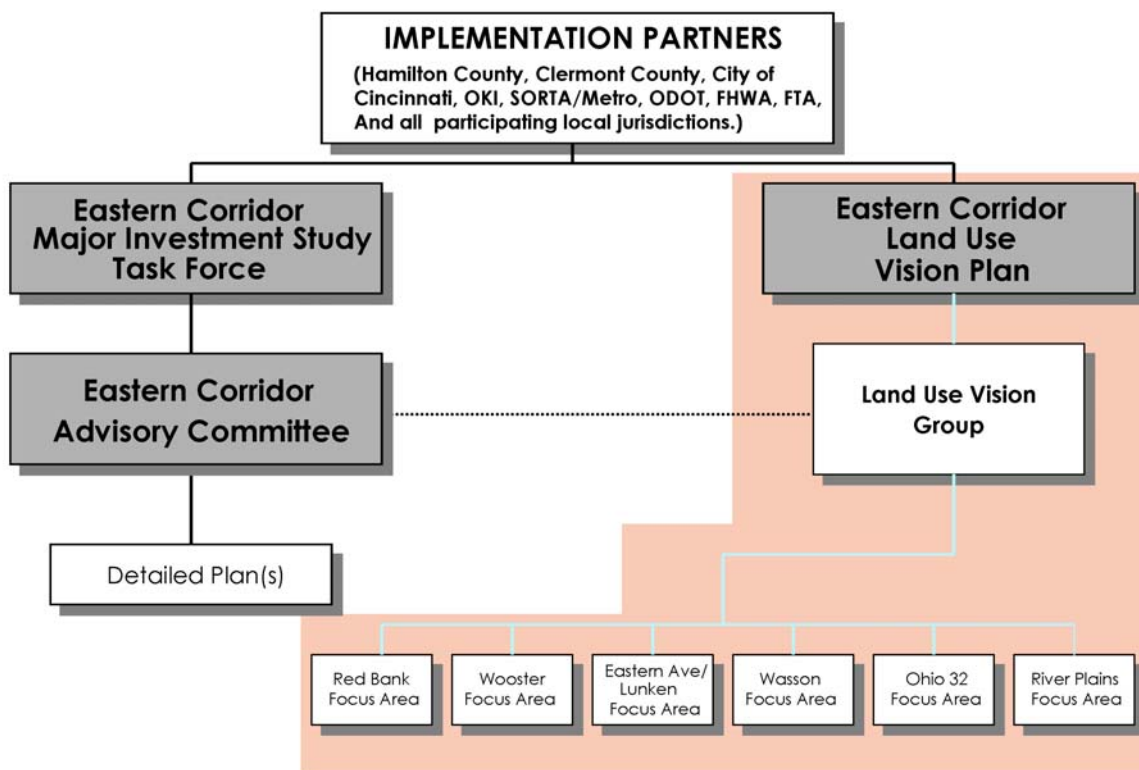 IMPLEMENTATION PARTNERS
(Hamilton County, Clermont County, City of
Cincinnati, OKI, SORTA/Metro, ODOT, FHWA, FTA,
And all participating local jurisdictions.)
Eastern Corridor
Major Investment Study
Task Force
Eastern Corridor
Land Use
Vision Plan
Eastern Corridor
Advisory Committee
Land Use Vision
Group
Detailed Plan(s)
Red Bank
Focus Area
Wooster
Focus Area
Eastern Ave/
Lunken
Focus Area
Wasson
Focus Area
Ohio 32
Focus Area
River Plains
Focus Area